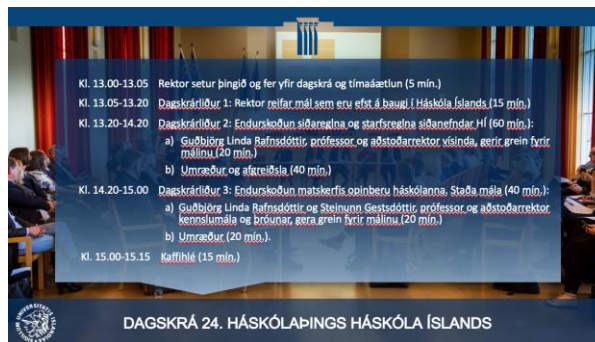 Kl. 13.00-13.05 Rektor setur þingið og fer yfir dagskrá og tímaáætlun (5 mín.)
Kl. 13.05-13.20 Dagskrárliður 1: Rektor reifar mál sem eru efst á baugi í Háskóla Íslands (15 mín.)
Kl. 13.20-14.20 Dagskrárliður 2: Endurskoðun siðareglna og starfsreglna siðanefndar HÍ (60 mín.):
a) Guðbjörg Linda Rafnsdóttir, prófessor og aðstoðarrektor vísinda, gerir grein fyrir
málinu (20 mín.)
b) Umræður og afgreiðsla (40 mín.)
Kl. 14.20-15.00 Dagskrárliður 3: Endurskoðun matskerfis opinberu háskólanna. Staða mála (40 mín.):
a) Guðbjörg Linda Rafnsdóttir og Steinunn Gestsdóttir, prófessor og aðstoðarrektor
kennslumála og þróunar, gera grein fyrir málinu (20 mín.)
b) Umræður (20 mín.).
Kl. 15.00-15.15 Kaffihlé (15 mín.)
DAGSKRÁ 24. HÁSKÓLAÞINGS HÁSKÓLA ÍSLANDS